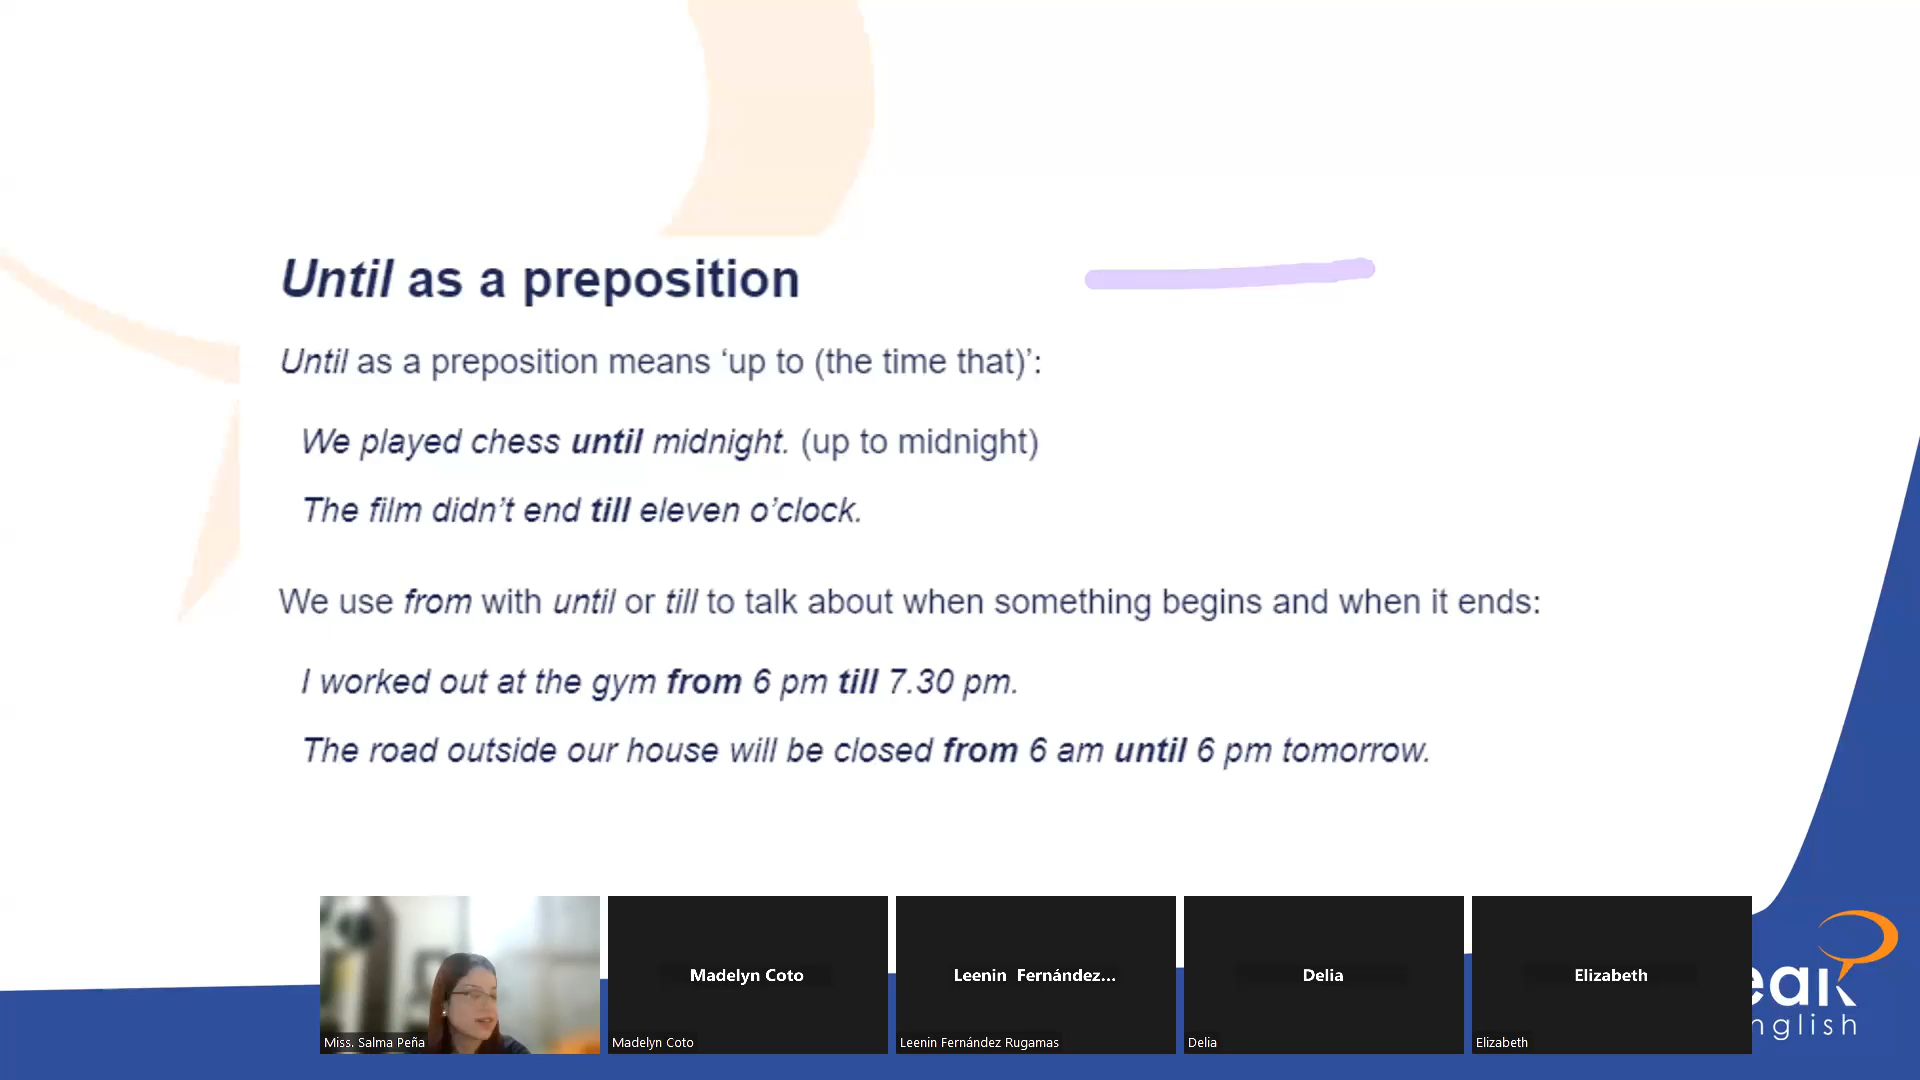 Until as a preposition
Until as a preposition means ‘up to (the time that)’:
We played chess until midnight. (up to midnight)
The film didn’t end till eleven o’clock.
We use from with until or till to talk about when something begins and when it ends:
I worked out at the gym from 6 pm till 7.30 pm.
The road outside our house will be closed from 6 am until 6 pm tomorrow.
Madelyn Coto
Leenin Fernández...
Delia
Elizabeth
Miss. Salma Peña
Madelyn Coto
Leenin Fernández Rugamas
Delia
Elizabeth
eak
nglish